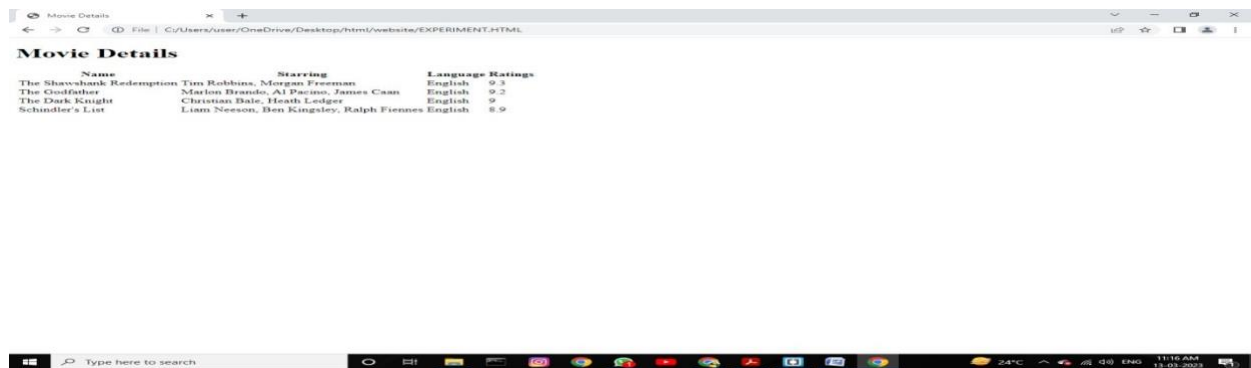 Movie Details
File | C:/Users/user/OneDrive/Desktop/html/website/EXPERIMENT.HTML
Movie Details
Name Starring Language Ratings
The Shawshank Redemption Tim Robbins, Morgan Freeman English 9.3
The Godfather Marlon Brando, Al Pacino, James Caan English 9.2
The Dark Knight Christian Bale, Heath Ledger English 9
Schindler's List Liam Neeson, Ben Kingsley, Ralph Fiennes English 8.9
Type here to search 24°C ENG 11:16 AM
13-03-2023